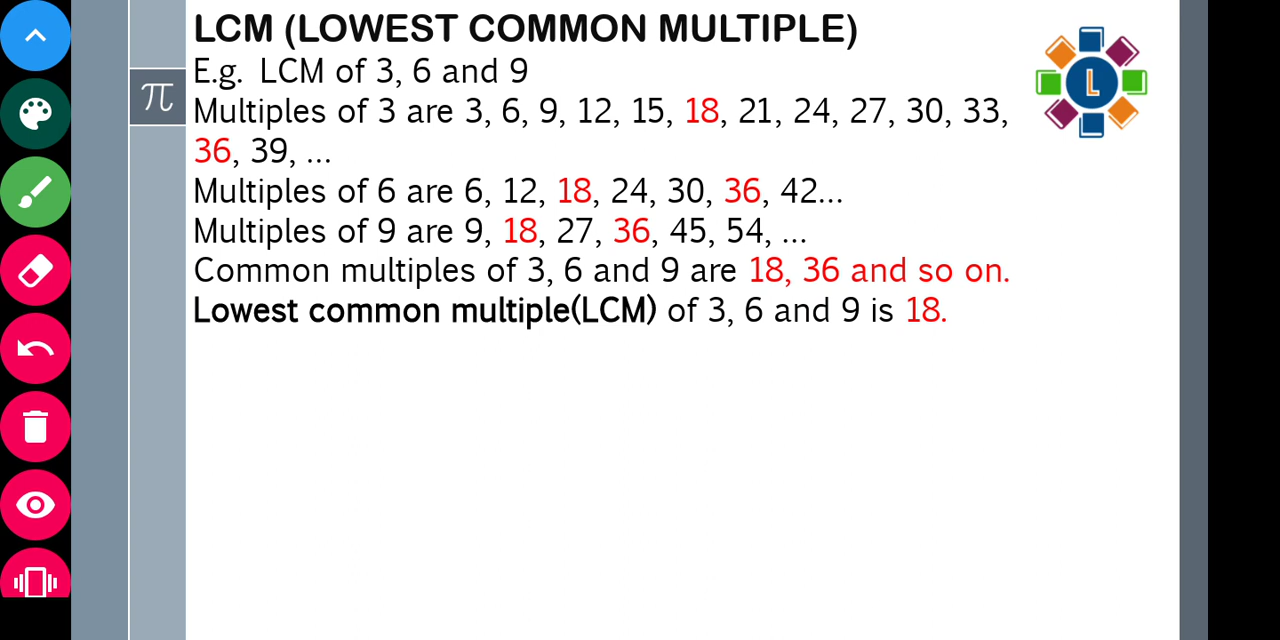 LCM (LOWEST COMMON MULTIPLE)
E.g. LCM of 3, 6 and 9
Multiples of 3 are 3, 6, 9, 12, 15, 18, 21, 24, 27, 30, 33,
36, 39, ...
Multiples of 6 are 6, 12, 18, 24, 30, 36, 42...
Multiples of 9 are 9, 18, 27, 36, 45, 54, ...
Common multiples of 3, 6 and 9 are 18, 36 and so on.
Lowest common multiple(LCM) of 3, 6 and 9 is 18.
π
L